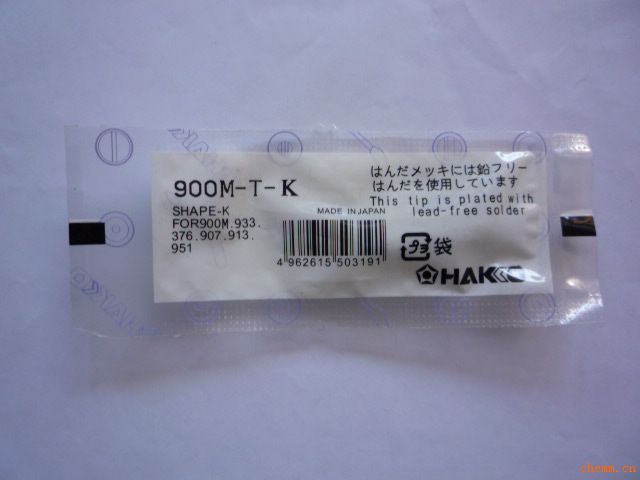 900M-T-K
SHAPE-K
FOR900M.933.
376.907.913.
951
MADE IN JAPAN
4 962615 503191
はんだメッキには鉛フリー
はんだを使用しています
This tip is plated with
lead-free solder
袋
HAKKO
chemm.cn